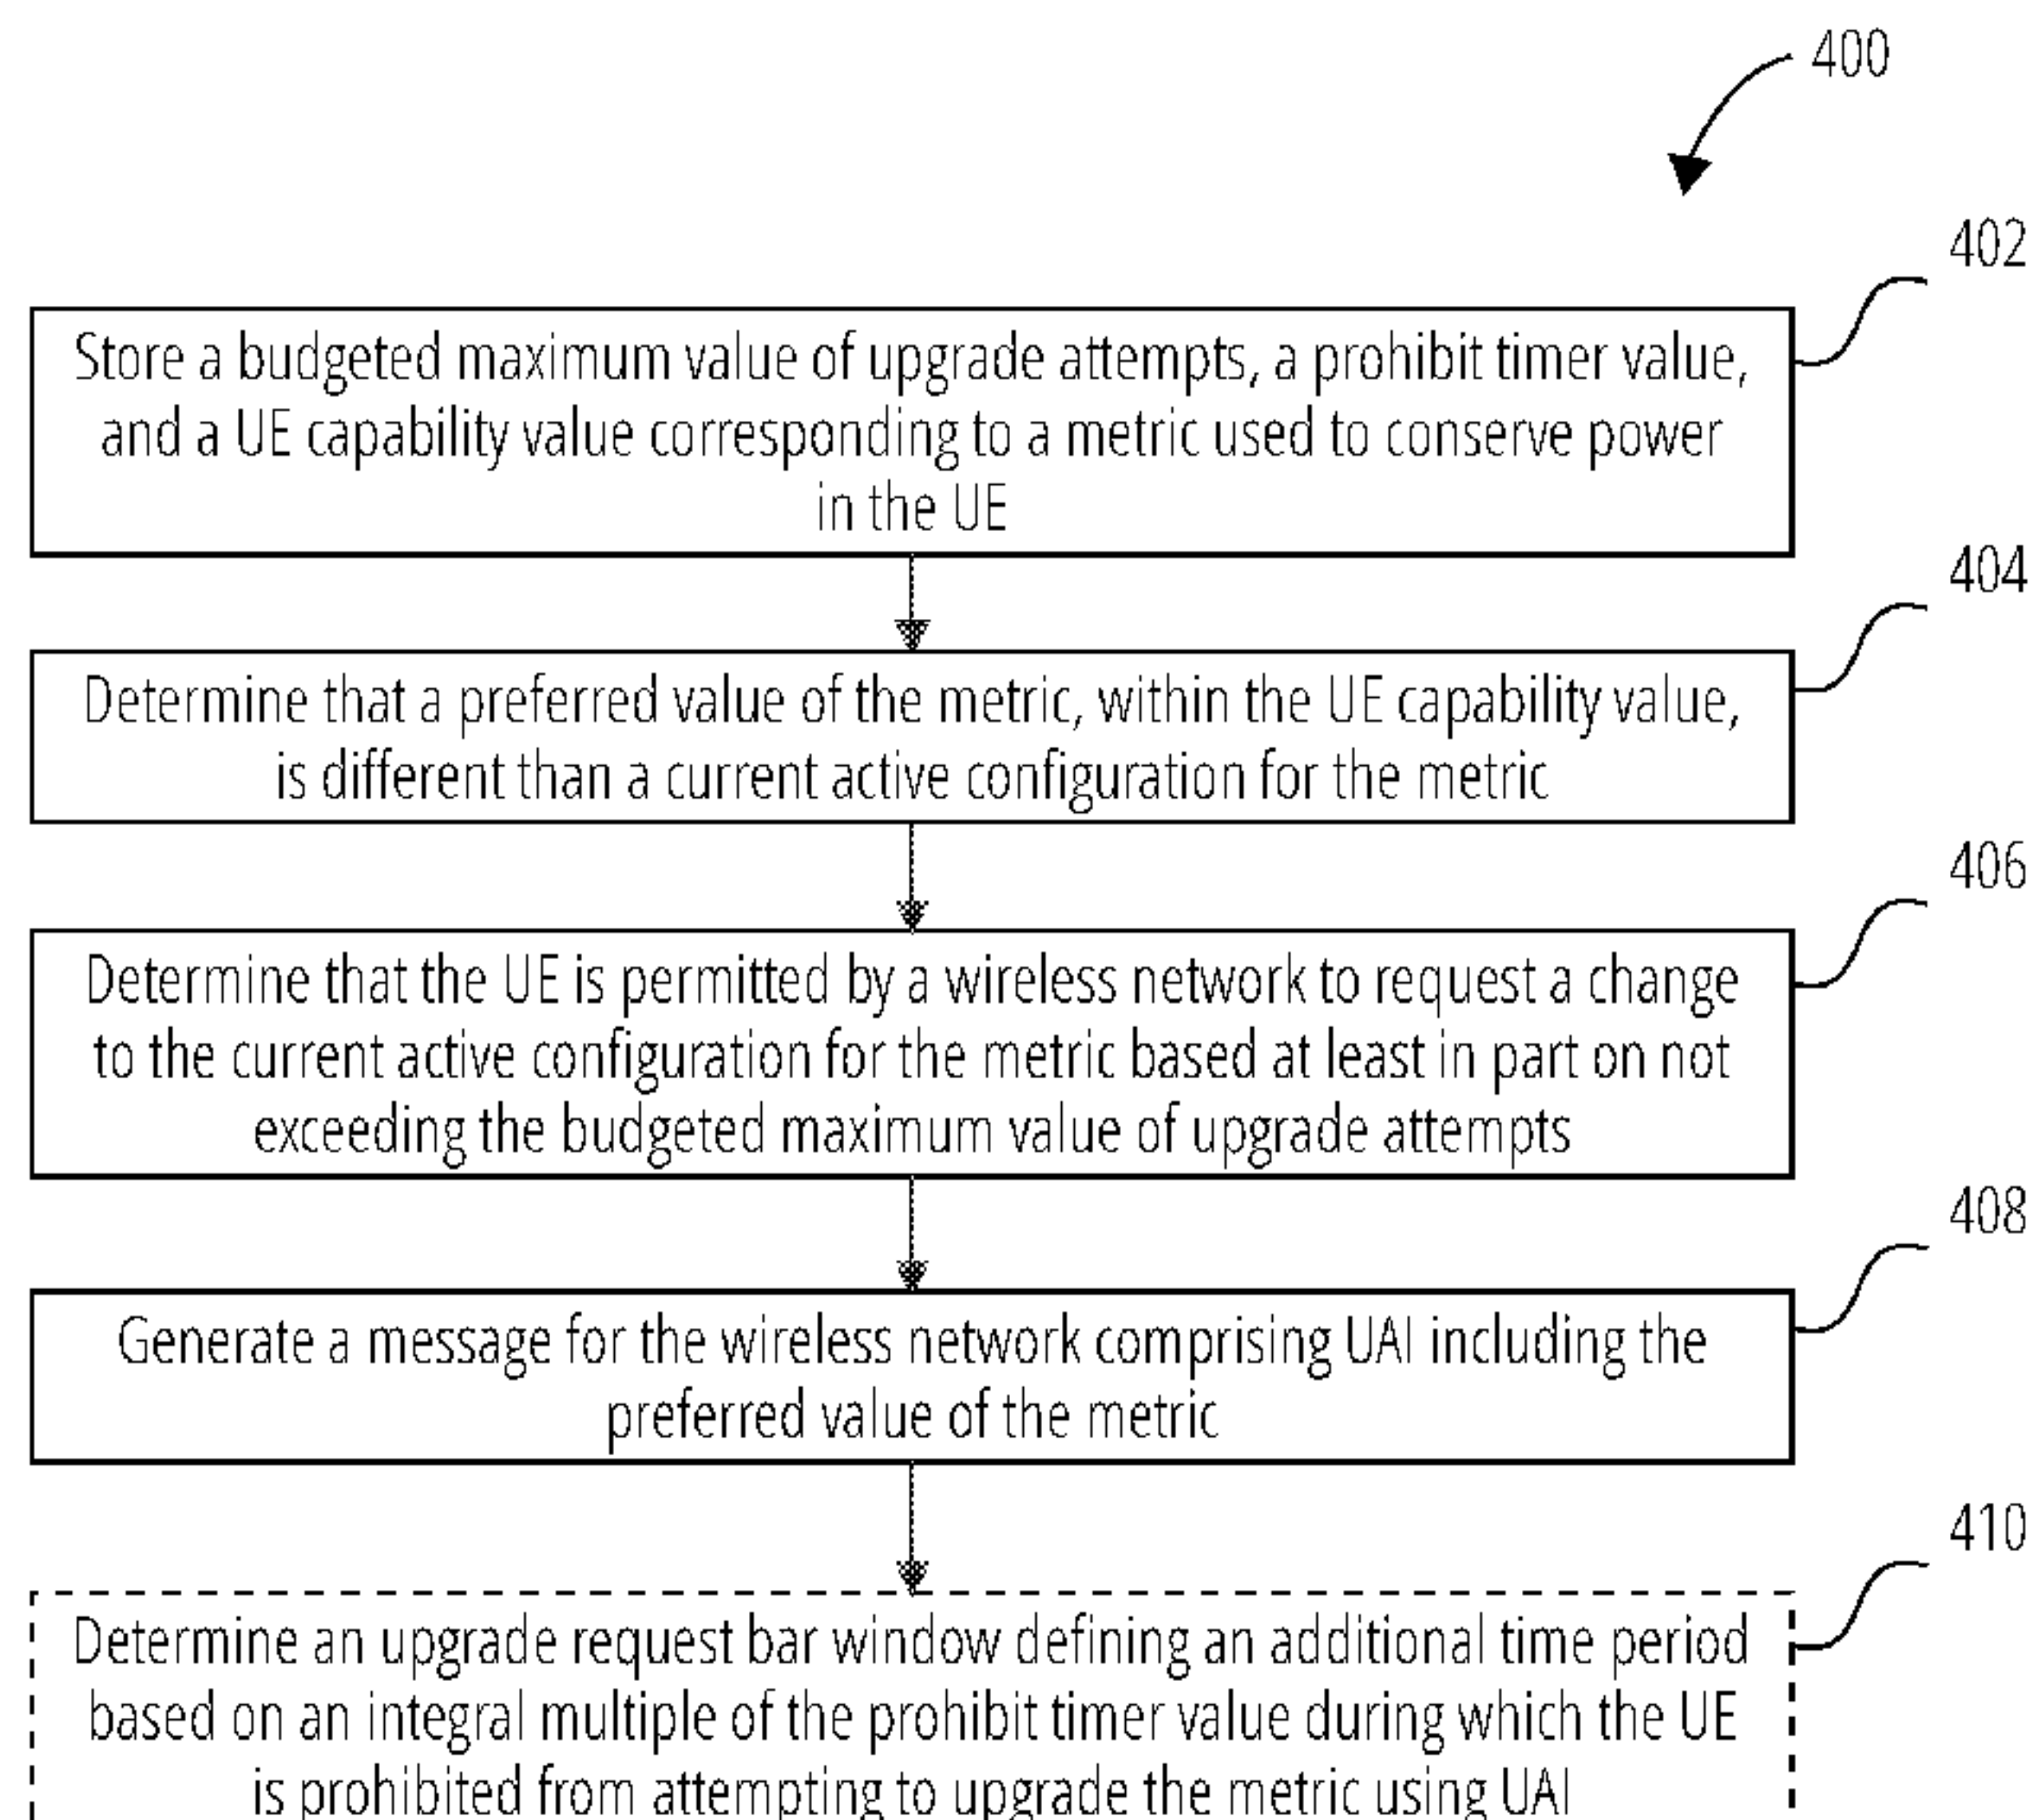 400
402
Store a budgeted maximum value of upgrade attempts, a prohibit timer value,
and a UE capability value corresponding to a metric used to conserve power
in the UE
404
Determine that a preferred value of the metric, within the UE capability value,
is different than a current active configuration for the metric
406
Determine that the UE is permitted by a wireless network to request a change
to the current active configuration for the metric based at least in part on not
exceeding the budgeted maximum value of upgrade attempts
408
Generate a message for the wireless network comprising UAI including the
preferred value of the metric
410
Determine an upgrade request bar window defining an additional time period
based on an integral multiple of the prohibit timer value during which the UE
is prohibited from attempting to upgrade the metric using UAI